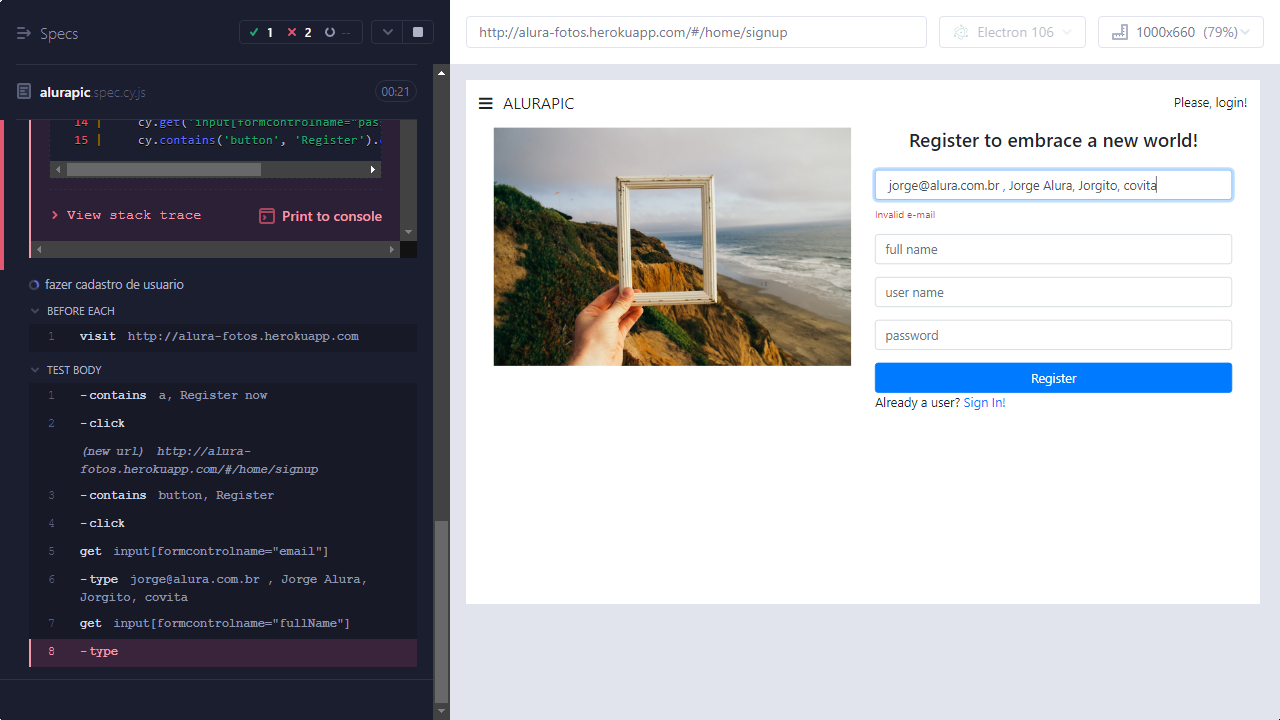 Specs
1
2
--
alurapic.spec.cy.js
00:21
14 | cy.get('input[formcontrolname="pas
15 | cy.contains('button', 'Register').
View stack trace
Print to console
fazer cadastro de usuario
BEFORE EACH
1 visit http://alura-fotos.herokuapp.com
TEST BODY
1 -contains a, Register now
2 -click
(new url) http://alura-
fotos.herokuapp.com/#/home/signup
3 -contains button, Register
4 -click
5 get input[formcontrolname="email"]
6 -type jorge@alura.com.br , Jorge Alura,
Jorgito, covita
7 get input[formcontrolname="fullName"]
8 -type
http://alura-fotos.herokuapp.com/#/home/signup
Electron 106
1000x660 (79%)
ALURAPIC
Please, login!
Register to embrace a new world!
jorge@alura.com.br , Jorge Alura, Jorgito, covita
Invalid e-mail
full name
user name
password
Register
Already a user? Sign In!